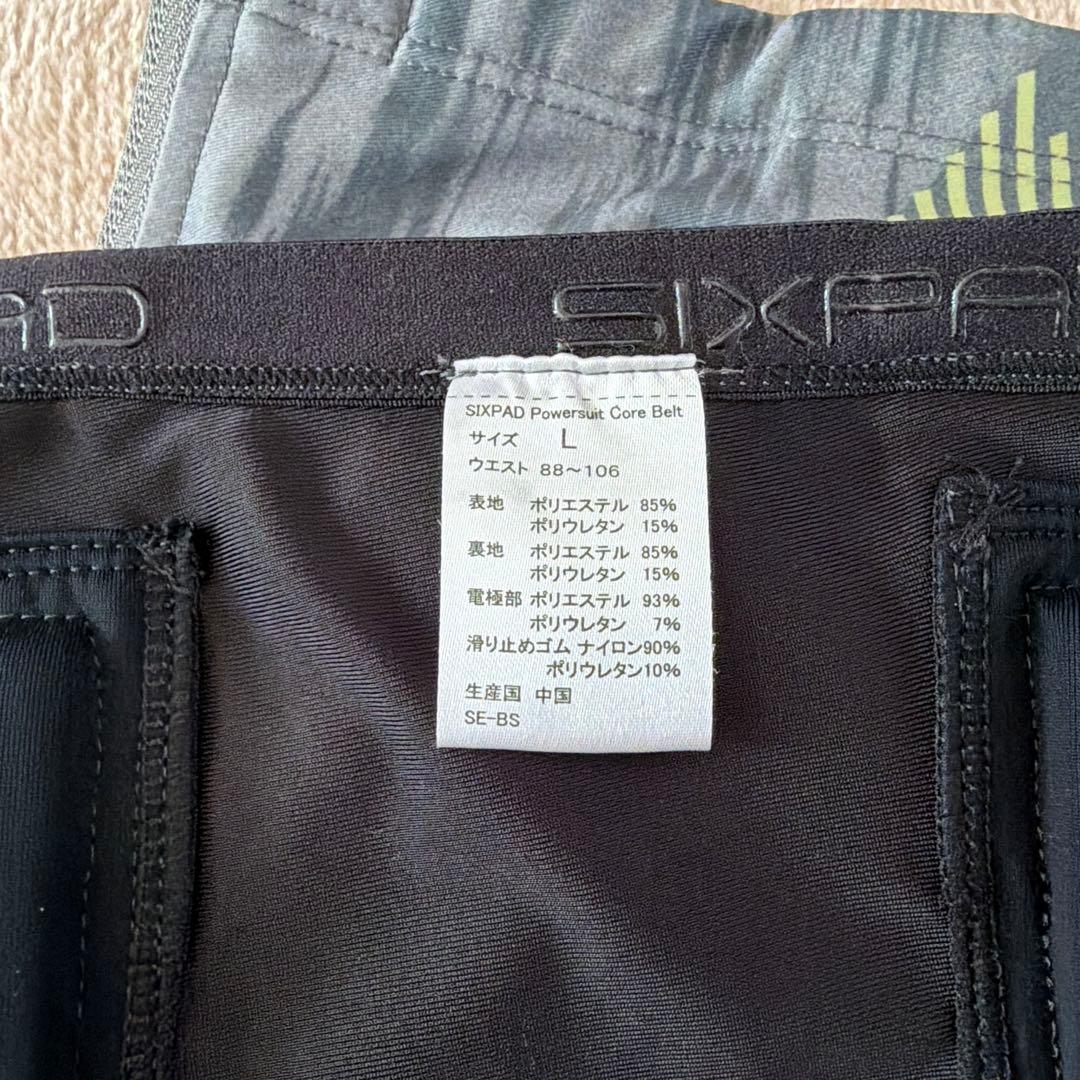 AD SIXPA
SIXPAD Powersuit Core Belt
サイズ L
ウエスト 88～106
表地 ポリエステル 85%
ポリウレタン 15%
裏地 ポリエステル 85%
ポリウレタン 15%
電極部 ポリエステル 93%
ポリウレタン 7%
滑り止めゴム ナイロン90%
ポリウレタン10%
生産国 中国
SE-BS